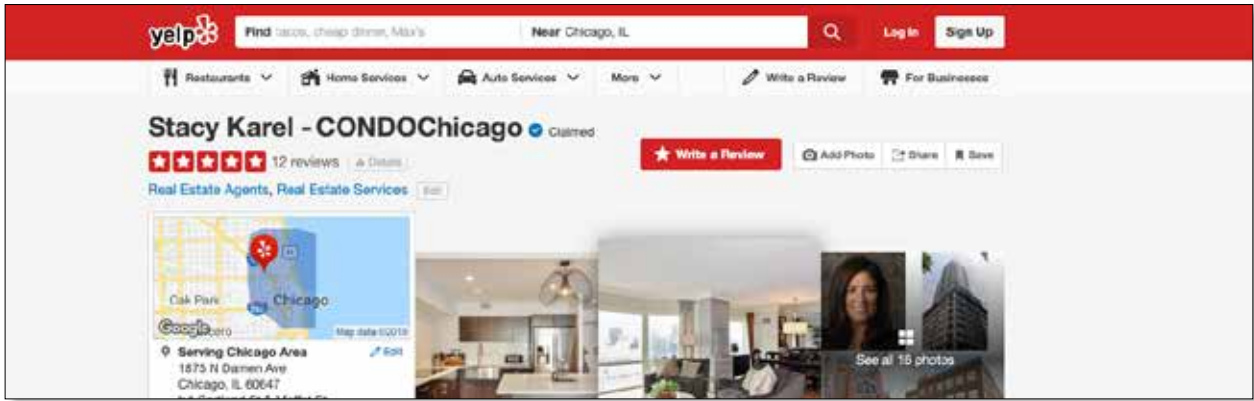 yelp
Find tacos, cheap dinner, Max's
Near Chicago, IL
Log In
Sign Up
Restaurants
Home Services
Auto Services
More
Write a Review
For Businesses
Stacy Karel - CONDOChicago Claimed
12 reviews Details
Real Estate Agents, Real Estate Services Edit
Write a Review
Add Photo
Share
Save
Oak Park
Chicago
Google
Map data ©2019
Serving Chicago Area
Edit
1875 N Damen Ave
Chicago, IL 60647
See all 16 photos